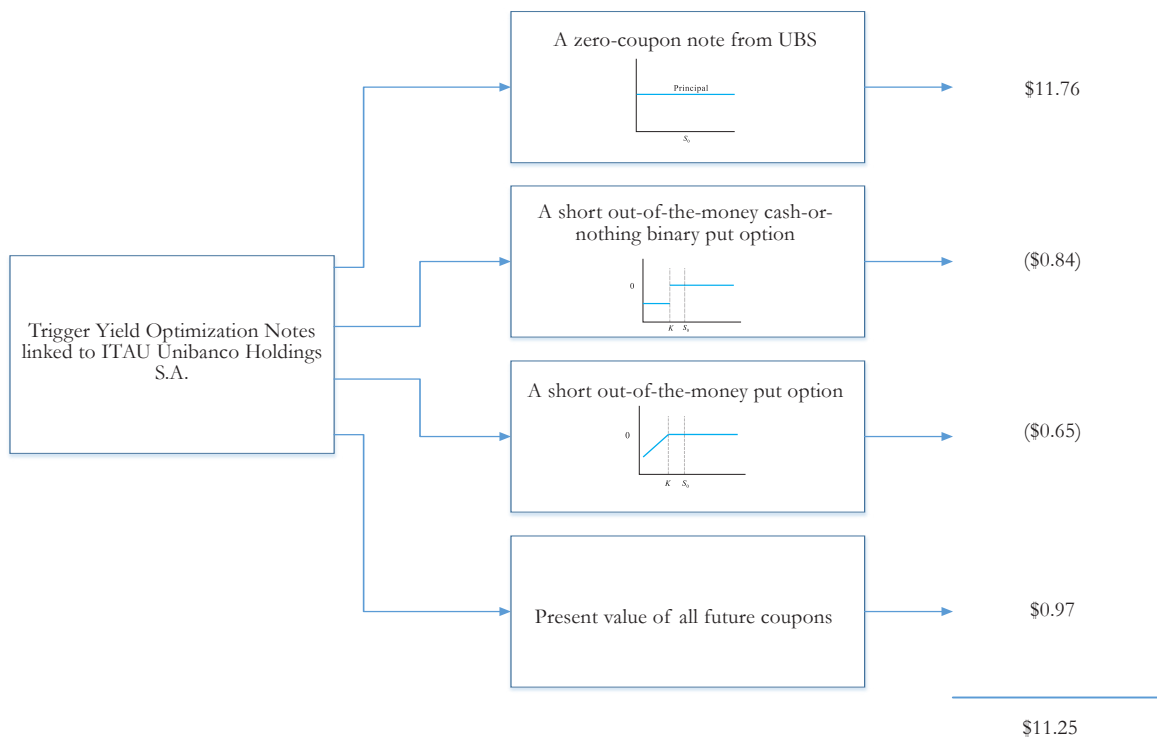 A zero-coupon note from UBS
Principal
S₀
$11.76
A short out-of-the-money cash-or-
nothing binary put option
0
K
S₀
($0.84)
Trigger Yield Optimization Notes
linked to ITAU Unibanco Holdings
S.A.
A short out-of-the-money put option
0
K
S₀
($0.65)
Present value of all future coupons
$0.97
$11.25